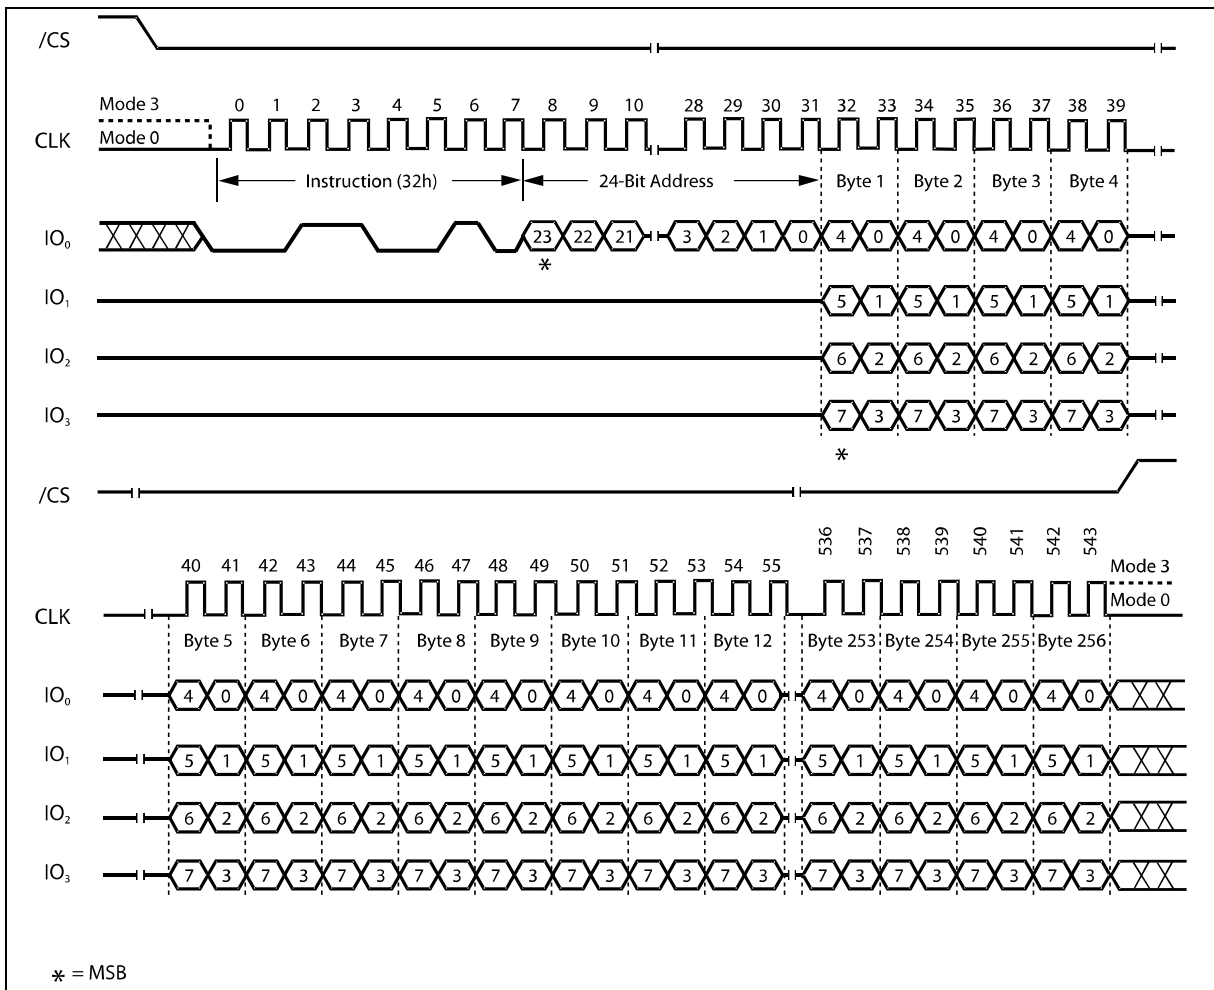 /CS
Mode 3
0 1 2 3 4 5 6 7 8 9 10 28 29 30 31 32 33 34 35 36 37 38 39
CLK
Mode 0
Instruction (32h) 24-Bit Address Byte 1 Byte 2 Byte 3 Byte 4
IO0 23 22 21 3 2 1 0 4 0 4 0 4 0 4 0
*
IO1 5 1 5 1 5 1 5 1
IO2 6 2 6 2 6 2 6 2
IO3 7 3 7 3 7 3 7 3
*
/CS
536 537 538 539 540 541 542 543
40 41 42 43 44 45 46 47 48 49 50 51 52 53 54 55 Mode 3
CLK Mode 0
Byte 5 Byte 6 Byte 7 Byte 8 Byte 9 Byte 10 Byte 11 Byte 12 Byte 253 Byte 254 Byte 255 Byte 256
IO0 4 0 4 0 4 0 4 0 4 0 4 0 4 0 4 0 4 0 4 0 4 0 4 0
IO1 5 1 5 1 5 1 5 1 5 1 5 1 5 1 5 1 5 1 5 1 5 1 5 1
IO2 6 2 6 2 6 2 6 2 6 2 6 2 6 2 6 2 6 2 6 2 6 2 6 2
IO3 7 3 7 3 7 3 7 3 7 3 7 3 7 3 7 3 7 3 7 3 7 3 7 3
* = MSB